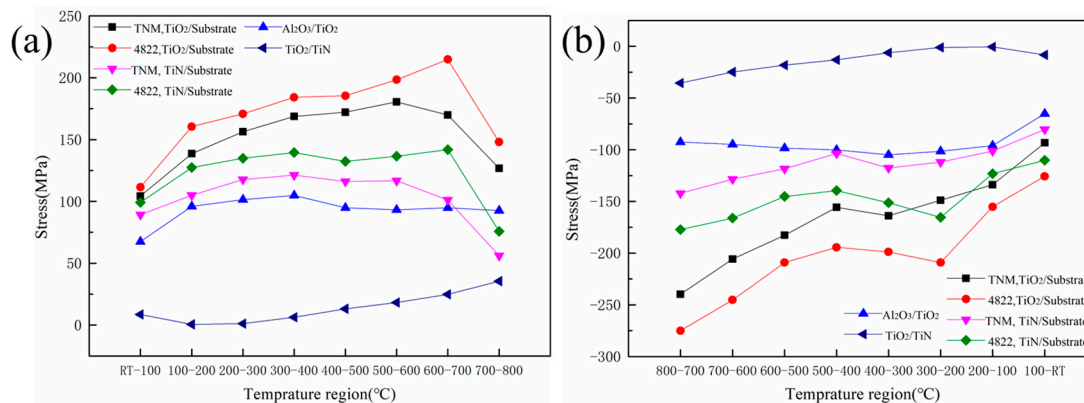 (a)
250
200
150
100
50
0
Stress(MPa)
TNM,TiO₂/Substrate
4822,TiO₂/Substrate
TNM, TiN/Substrate
4822, TiN/Substrate
Al₂O₃/TiO₂
TiO₂/TiN
RT-100 100-200 200-300 300-400 400-500 500-600 600-700 700-800
Temprature region(℃)
(b)
0
-50
-100
-150
-200
-250
-300
Stress(MPa)
Al₂O₃/TiO₂
TiO₂/TiN
TNM,TiO₂/Substrate
4822,TiO₂/Substrate
TNM, TiN/Substrate
4822, TiN/Substrate
800-700 700-600 600-500 500-400 400-300 300-200 200-100 100-RT
Temprature region(℃)